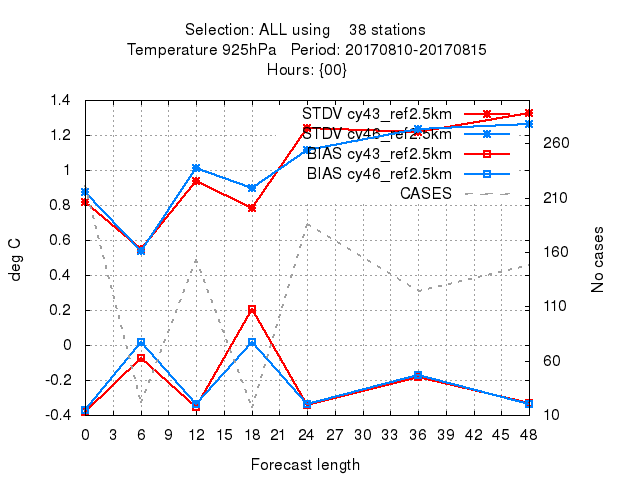 Selection: ALL using    38 stations
Temperature 925hPa   Period: 20170810-20170815
Hours: {00}
STDV cy43_ref2.5km
STDV cy46_ref2.5km
BIAS cy43_ref2.5km
BIAS cy46_ref2.5km
CASES
1.4
1.2
1
0.8
0.6
0.4
0.2
0
-0.2
-0.4
deg C
260
210
160
110
60
10
No cases
0 3 6 9 12 15 18 21 24 27 30 33 36 39 42 45 48
Forecast length